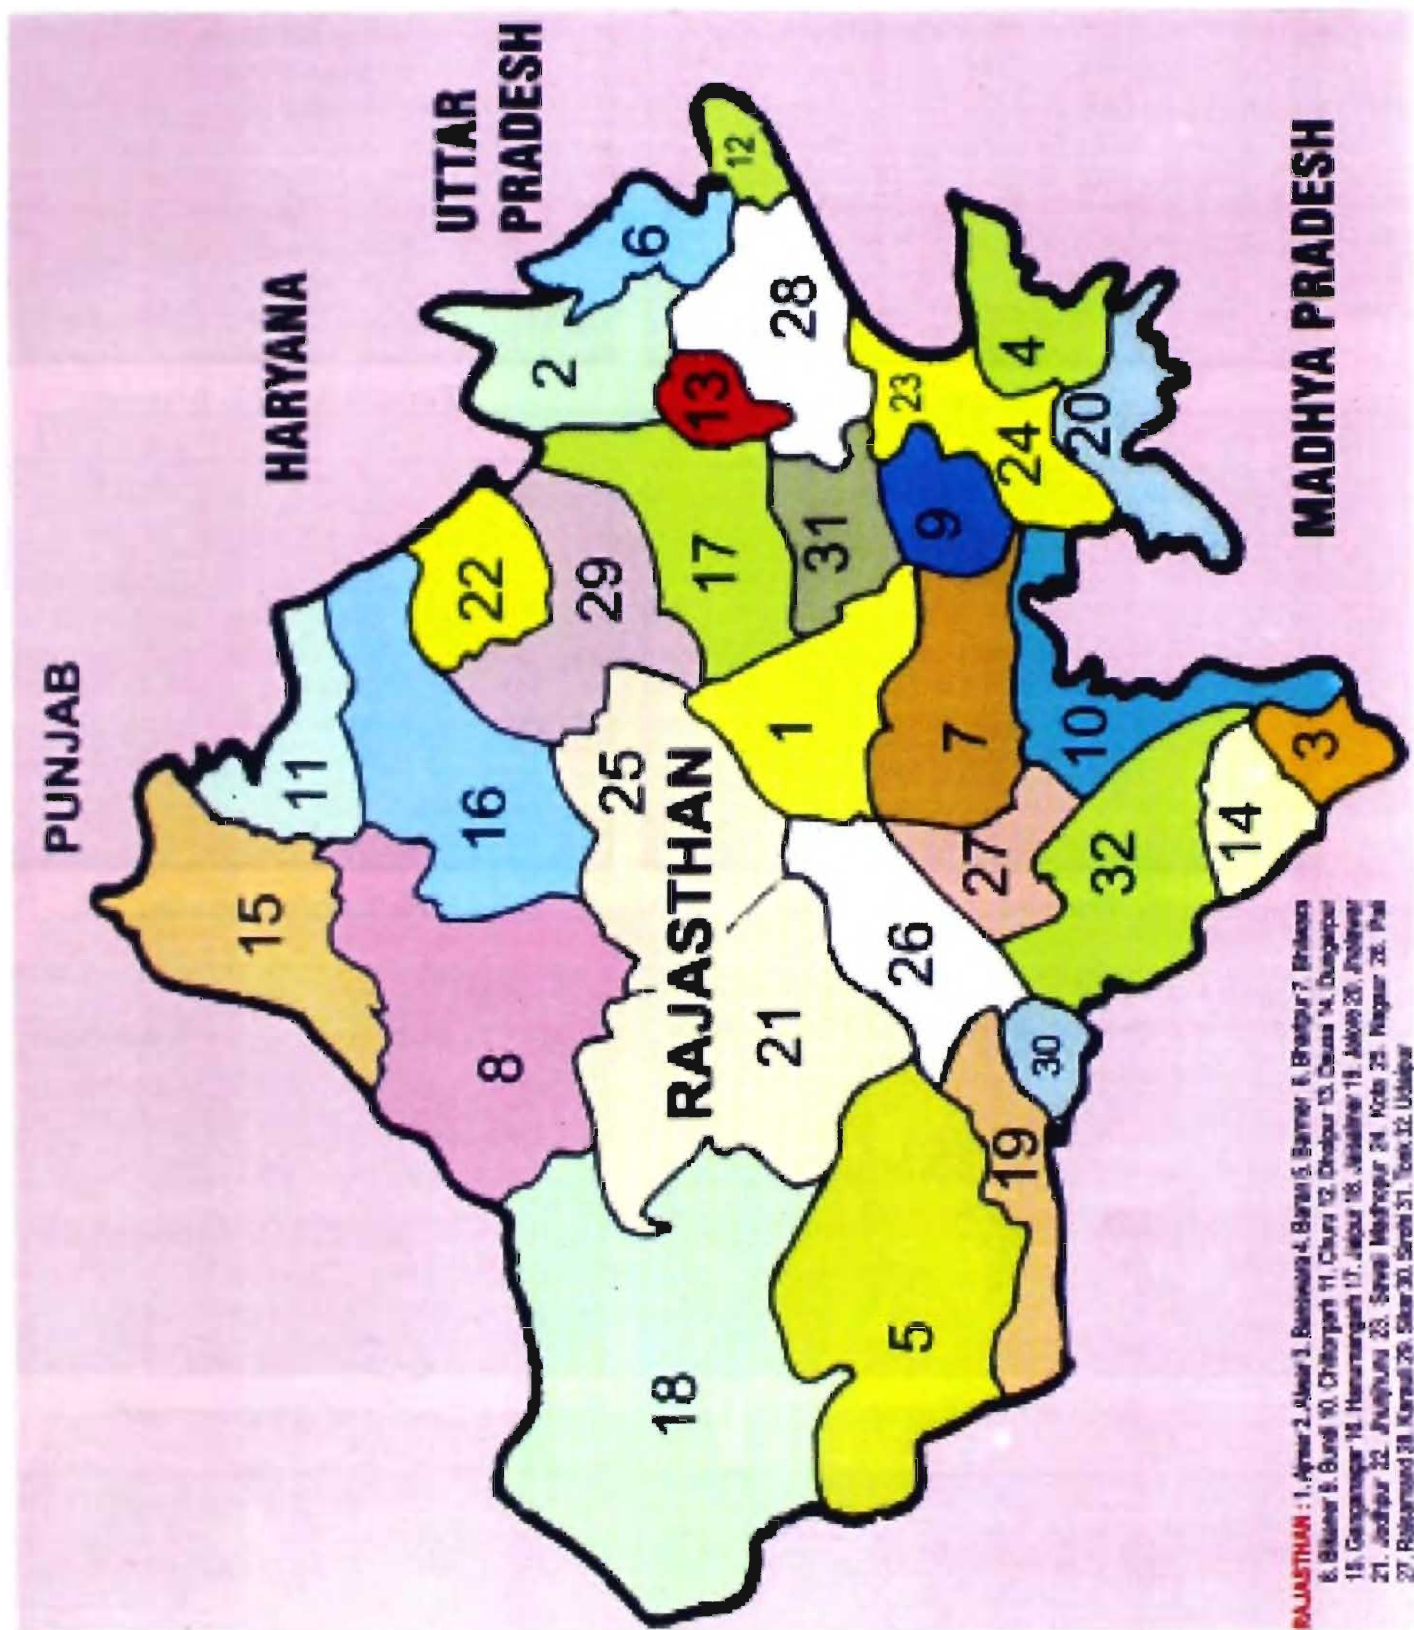 PUNJAB
15
11
HARYANA
UTTAR
PRADESH
22
16
8
2
29
25
6
18
RAJASTHAN
13
17
12
21
28
1
31
23
5
26
9
7
27
19
24
4
30
10
20
32
14
3
MADHYA PRADESH
RAJASTHAN : 1. Ajmer 2. Alwar 3. Banswara 4. Baran 5. Barmer 6. Bharatpur 7. Bhilwara
8. Bikaner 9. Bundi 10. Chittorgarh 11. Churu 12. Dholpur 13. Dausa 14. Dungarpur
15. Ganganagar 16. Hanumangarh 17. Jaipur 18. Jaisalmer 19. Jalore 20. Jhalawar
21. Jodhpur 22. Jhunjhunu 23. Sawai Madhopur 24. Kota 25. Nagaur 26. Pali
27. Rajsamand 28. Karauli 29. Sikar 30. Sirohi 31. Tonk 32. Udaipur